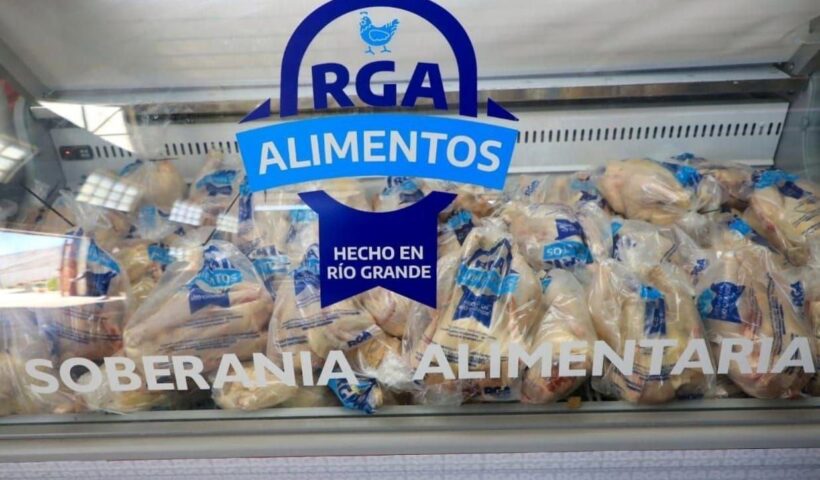 RGA
ALIMENTOS
HECHO EN
RÍO GRANDE
SOBERANIA ALIMENTARIA